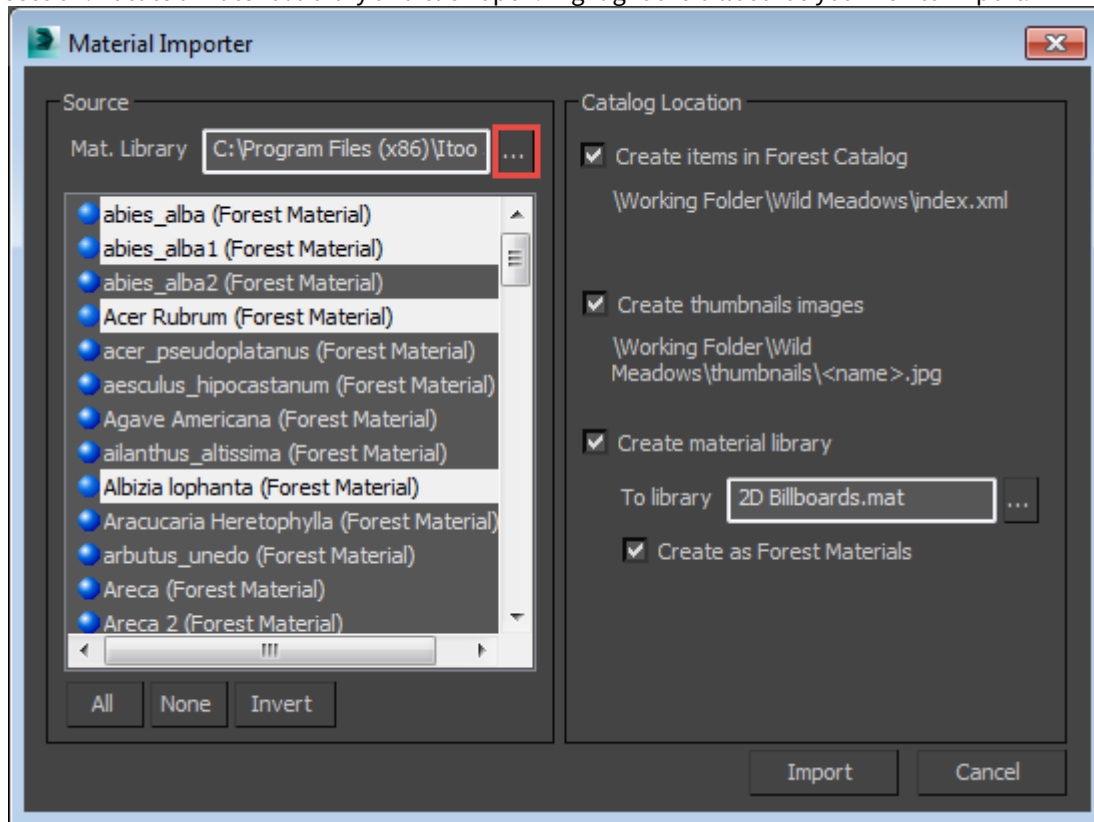 Material Importer
Source
Mat. Library C:\Program Files (x86)\Itoo ...
abies_alba (Forest Material)
abies_alba1 (Forest Material)
abies_alba2 (Forest Material)
Acer Rubrum (Forest Material)
acer_pseudoplatanus (Forest Material)
aesculus_hipocastanum (Forest Material)
Agave Americana (Forest Material)
ailanthus_altissima (Forest Material)
Albizia lophanta (Forest Material)
Aracucaria Heretophylla (Forest Material)
arbutus_unedo (Forest Material)
Areca (Forest Material)
Areca 2 (Forest Material)
All None Invert
Catalog Location
Create items in Forest Catalog
\Working Folder\Wild Meadows\index.xml
Create thumbnails images
\Working Folder\Wild
Meadows\thumbnails\<name>.jpg
Create material library
To library 2D Billboards.mat ...
Create as Forest Materials
Import Cancel